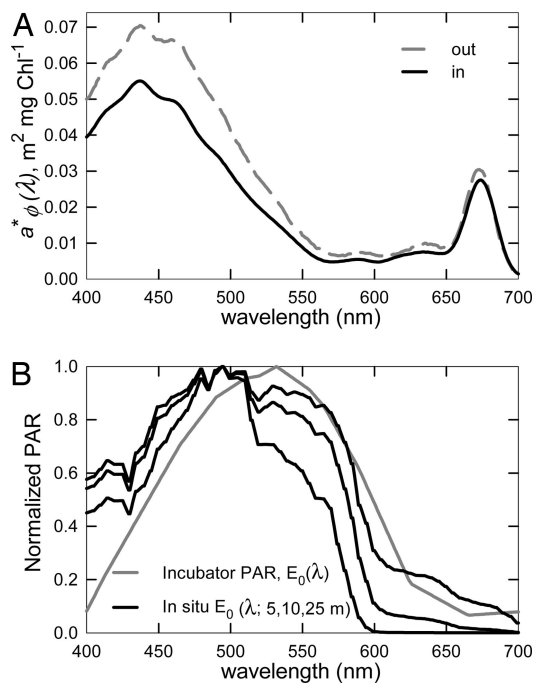 A
0.07
0.06
0.05
0.04
0.03
0.02
0.01
0.00
a*ϕ(λ), m² mg Chl⁻¹
out
in
400 450 500 550 600 650 700
wavelength (nm)
B
1.0
0.8
0.6
0.4
0.2
0.0
Normalized PAR
Incubator PAR, E₀(λ)
In situ E₀ (λ; 5,10,25 m)
400 450 500 550 600 650 700
wavelength (nm)